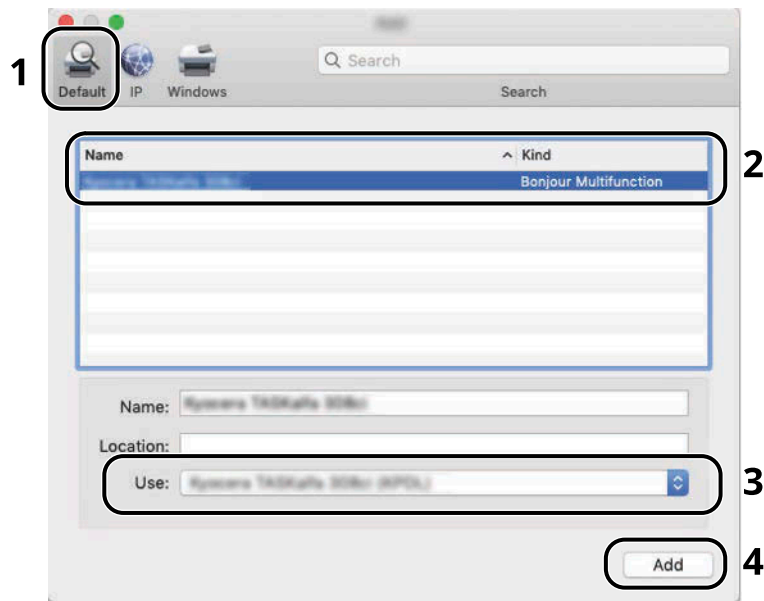 Search
1
Default IP Windows Search
Name Kind
2
Bonjour Multifunction
Name:
Location:
Use:
3
Add
4